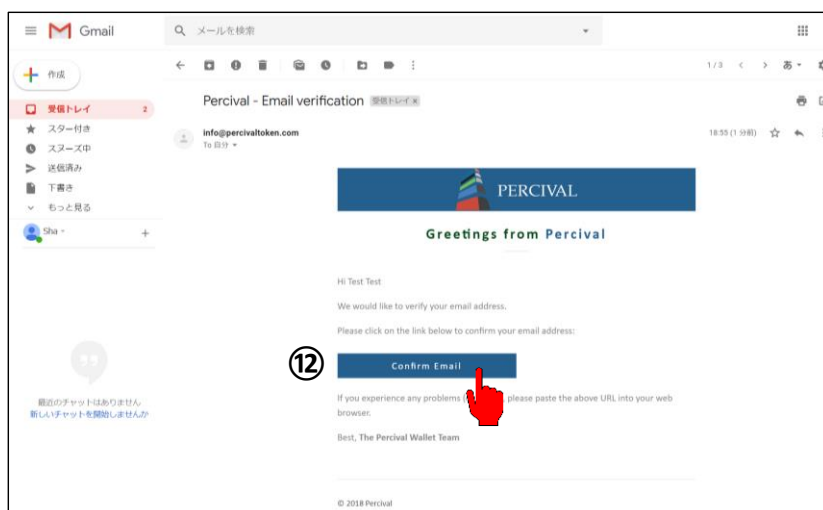 Gmail
メールを検索
作成
1/3
あ
受信トレイ 2
スター付き
スヌーズ中
送信済み
下書き
もっと見る
Sha
最近のチャットはありません
新しいチャットを開始しませんか
Percival - Email verification 受信トレイ x
info@percivaltoken.com
To 自分
18:55 (1 分前)
PERCIVAL
Greetings from Percival
Hi Test Test
We would like to verify your email address.
Please click on the link below to confirm your email address:
⑫
Confirm Email
If you experience any problems please paste the above URL into your web
browser.
Best, The Percival Wallet Team
© 2018 Percival